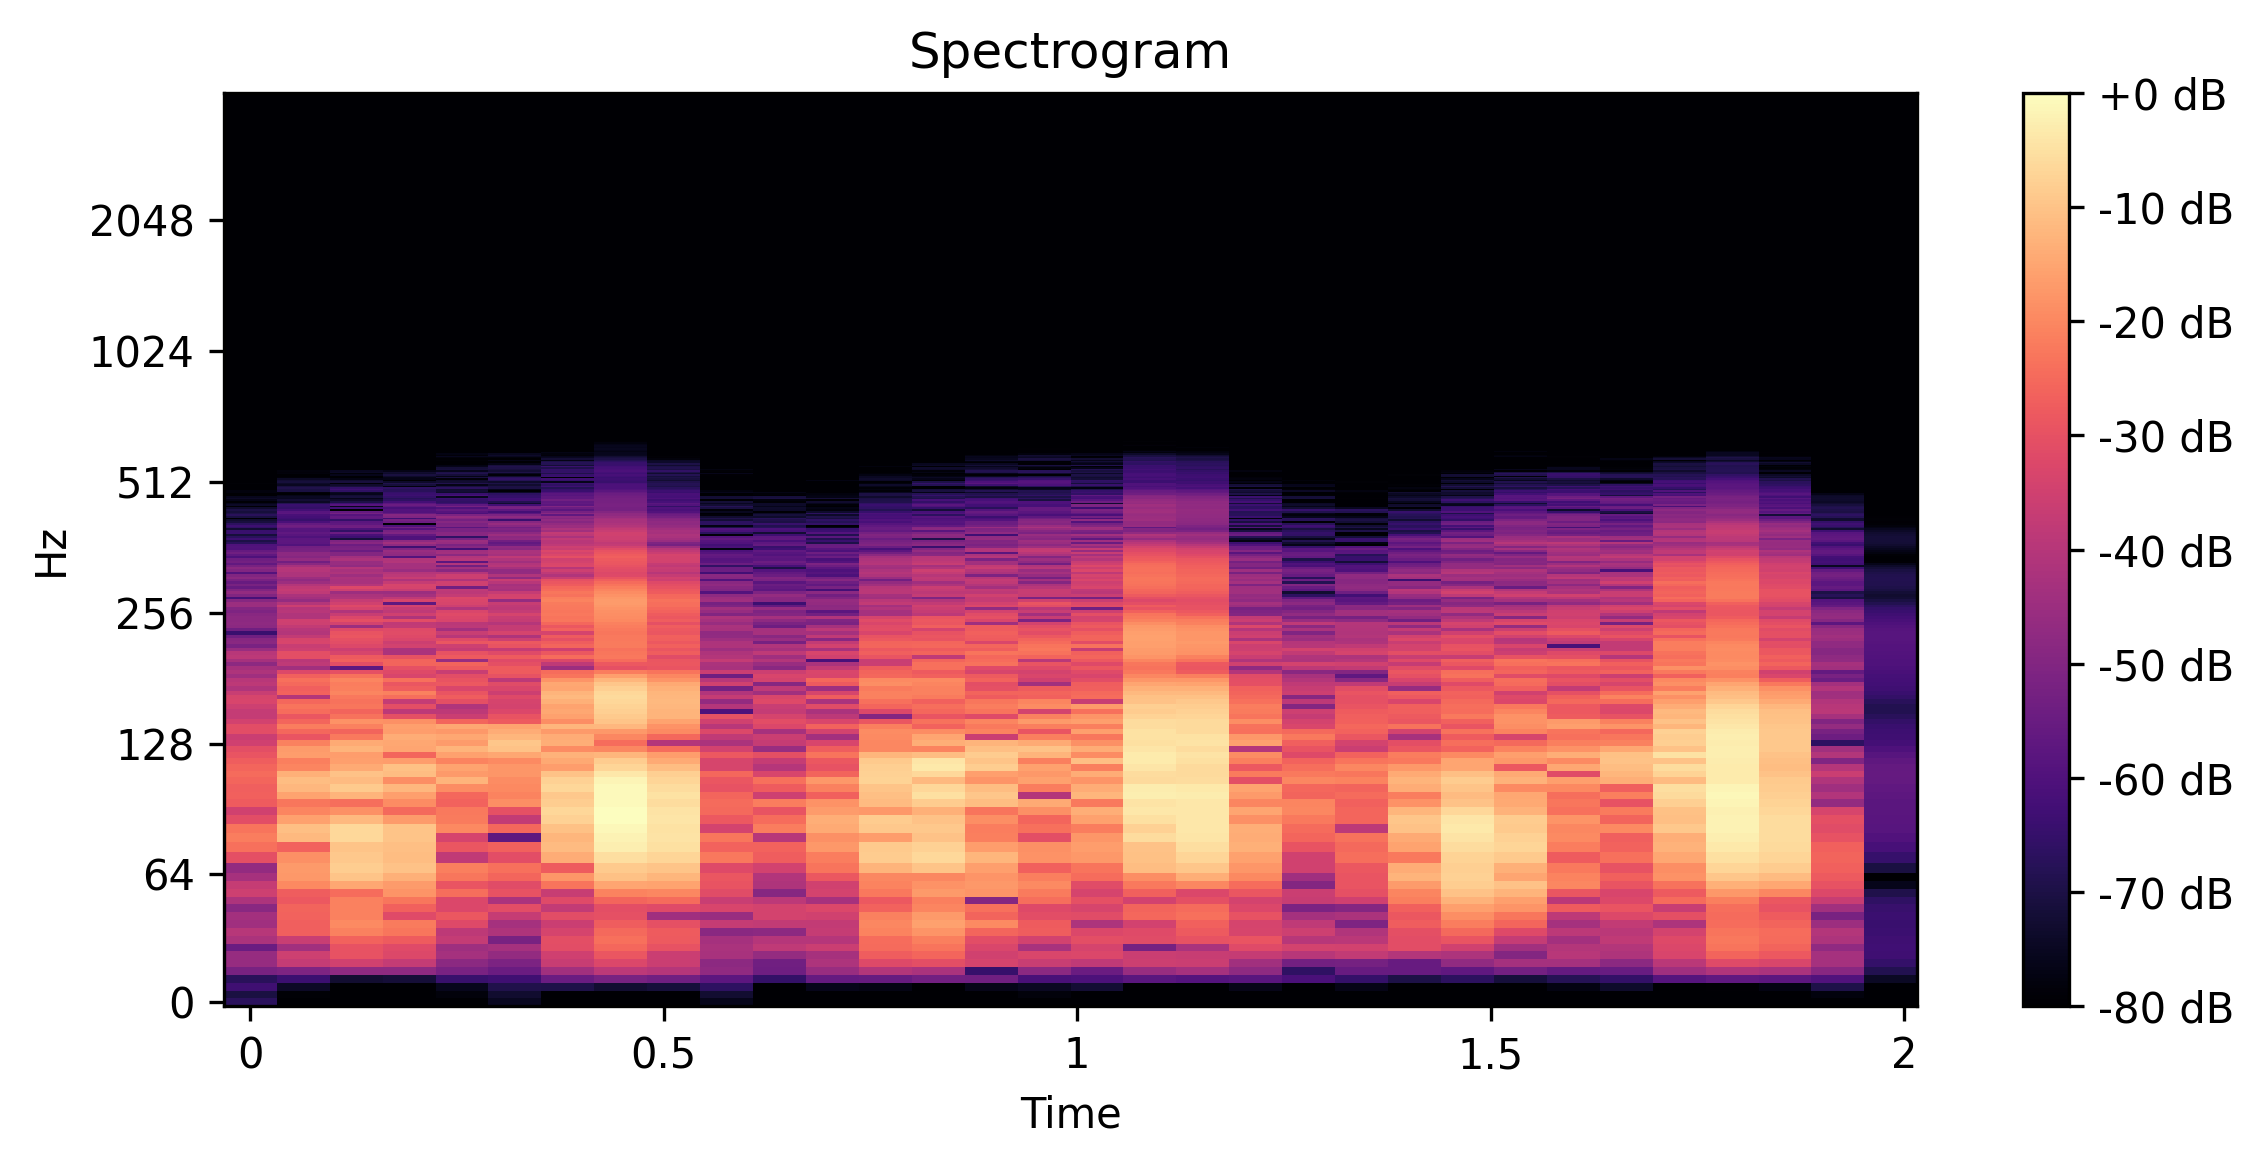 Spectrogram
Hz
2048
1024
512
256
128
64
0
0 0.5 1 1.5 2
Time
+0 dB
-10 dB
-20 dB
-30 dB
-40 dB
-50 dB
-60 dB
-70 dB
-80 dB